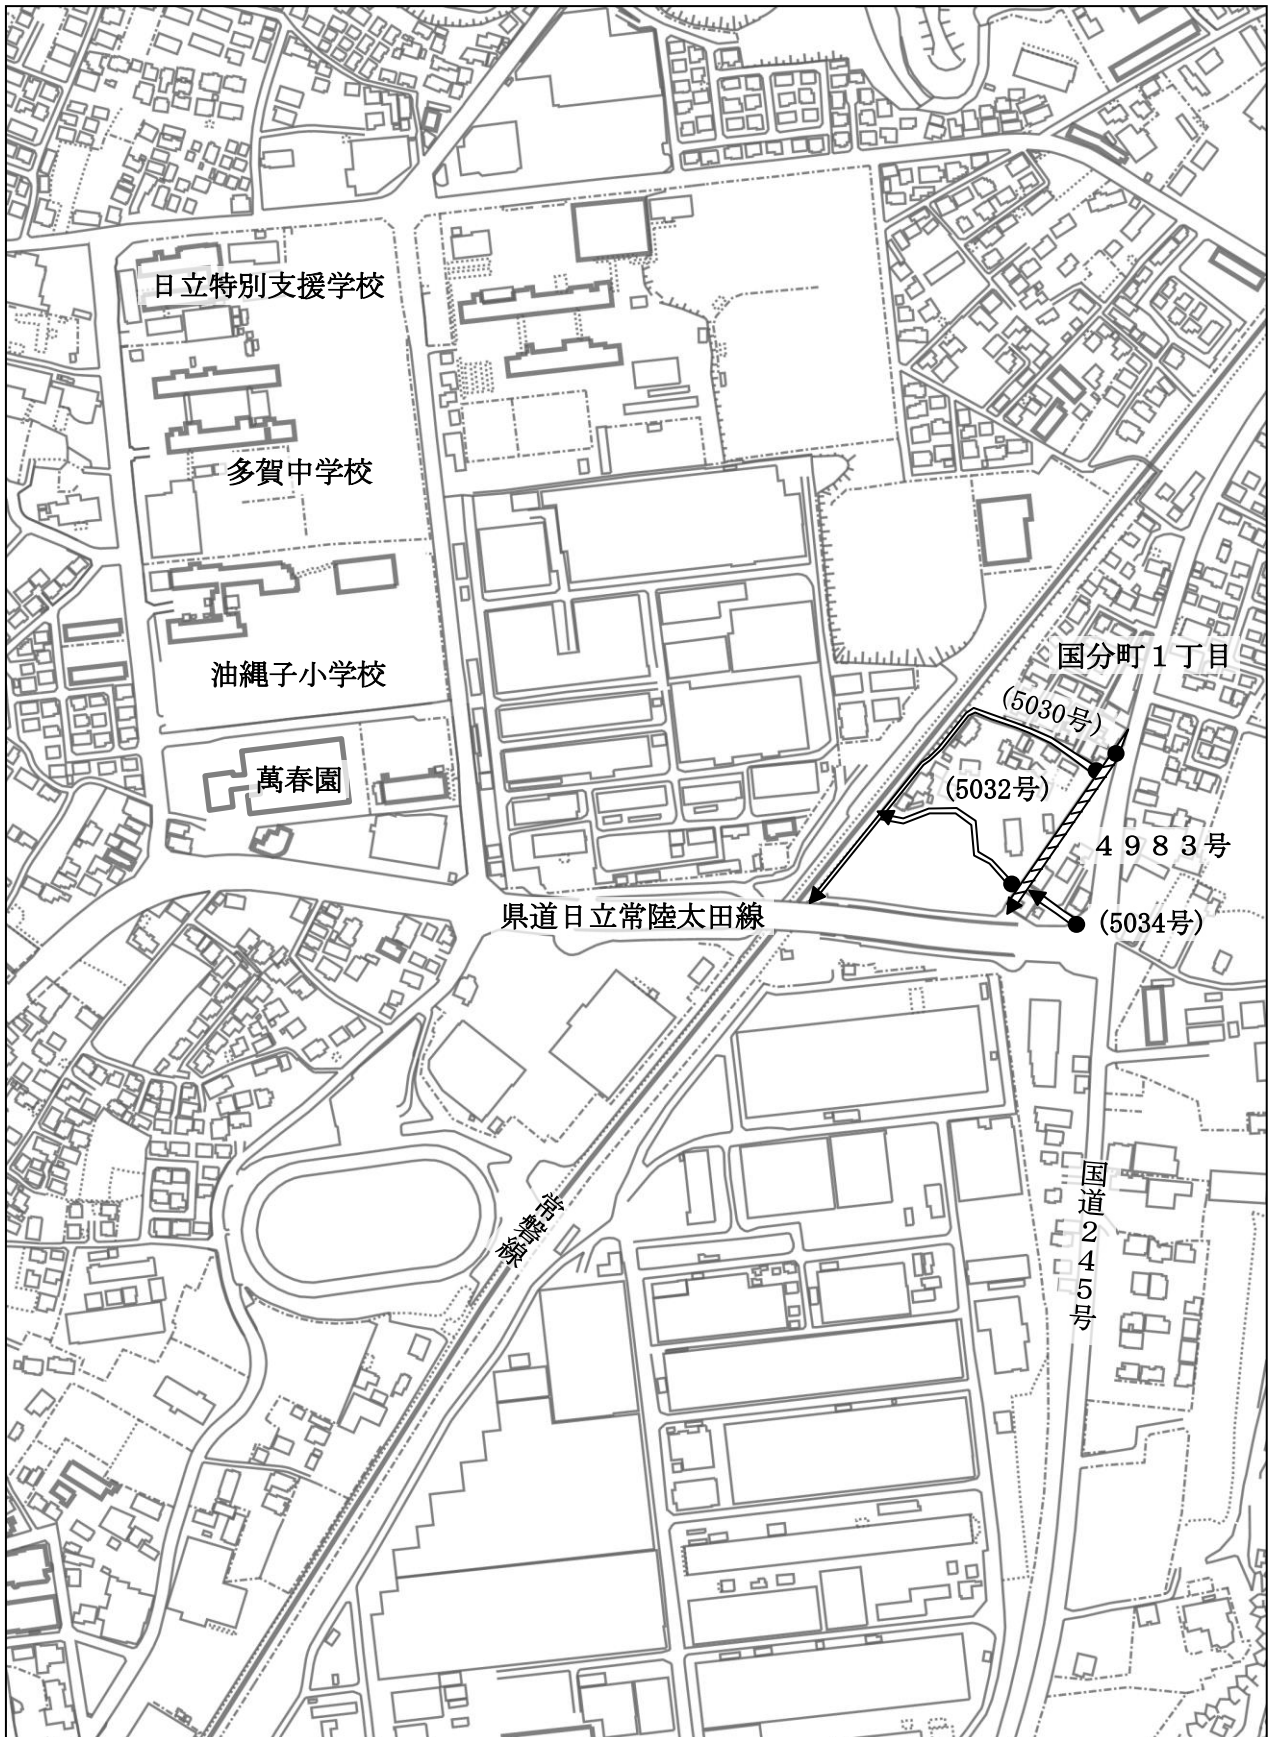 日立特別支援学校
多賀中学校
油縄子小学校
国分町１丁目
(5030号)
萬春園
(5032号)
４９８３号
県道日立常陸太田線
(5034号)
国道２４５号
常磐線